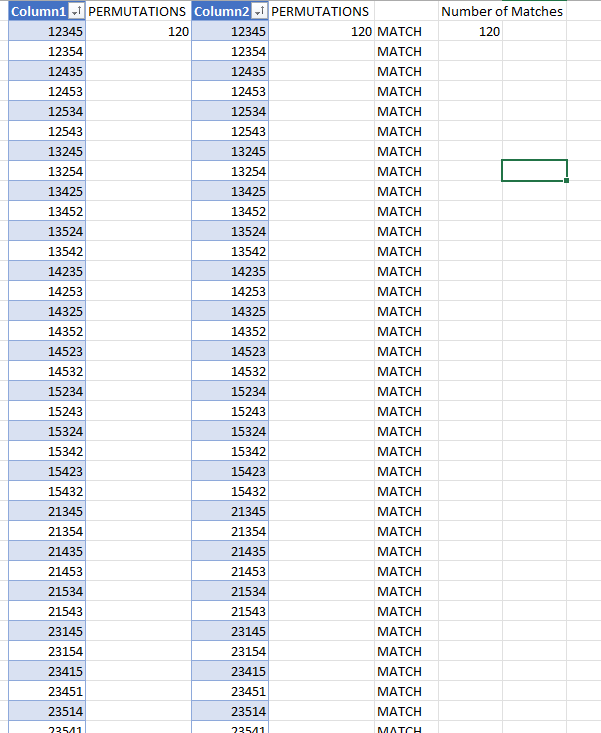 Column1 PERMUTATIONS Column2 PERMUTATIONS Number of Matches
12345 120 12345 120 MATCH 120
12354 12354 MATCH
12435 12435 MATCH
12453 12453 MATCH
12534 12534 MATCH
12543 12543 MATCH
13245 13245 MATCH
13254 13254 MATCH
13425 13425 MATCH
13452 13452 MATCH
13524 13524 MATCH
13542 13542 MATCH
14235 14235 MATCH
14253 14253 MATCH
14325 14325 MATCH
14352 14352 MATCH
14523 14523 MATCH
14532 14532 MATCH
15234 15234 MATCH
15243 15243 MATCH
15324 15324 MATCH
15342 15342 MATCH
15423 15423 MATCH
15432 15432 MATCH
21345 21345 MATCH
21354 21354 MATCH
21435 21435 MATCH
21453 21453 MATCH
21534 21534 MATCH
21543 21543 MATCH
23145 23145 MATCH
23154 23154 MATCH
23415 23415 MATCH
23451 23451 MATCH
23514 23514 MATCH
23541 23541 MATCH